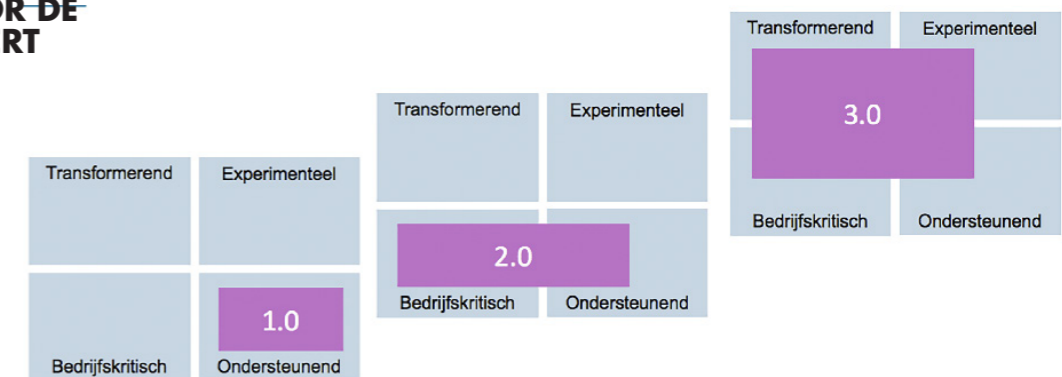 OR DE
RT
Transformerend
Experimenteel
1.0
Bedrijfskritisch
Ondersteunend
Transformerend
Experimenteel
2.0
Bedrijfskritisch
Ondersteunend
Transformerend
Experimenteel
3.0
Bedrijfskritisch
Ondersteunend